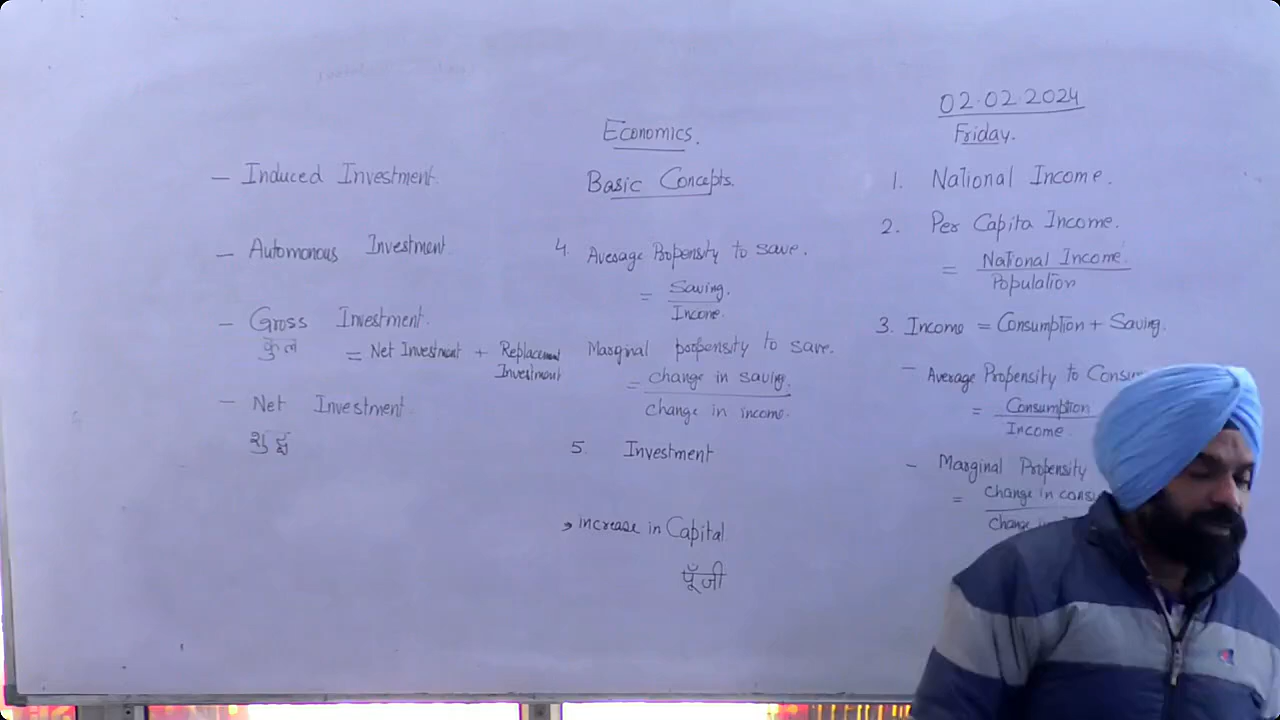 02.02.2024
Friday.
Economics.
Basic Concepts.
1. National Income.
2. Per Capita Income.
= National Income
Population
3. Income = Consumption + Saving.
– Average Propensity to
= Consumption
Income
– Marginal Propensity
= change in
change in
4. Average Propensity to save.
= Saving.
Income.
Marginal propensity to save.
= change in saving.
change in income.
5. Investment
→ increase in Capital
पूँजी
– Induced Investment.
– Automonous Investment
– Gross Investment.
कुल = Net Investment + Replacement
Investment
– Net Investment.
शुद्ध